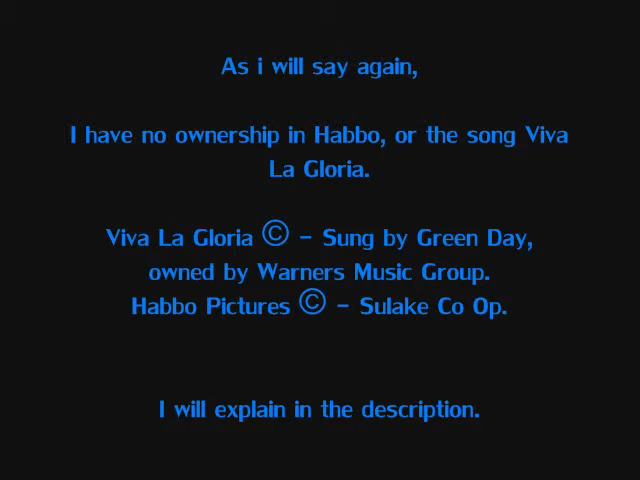 As i will say again,
I have no ownership in Habbo, or the song Viva
La Gloria.
Viva La Gloria © - Sung by Green Day,
owned by Warners Music Group.
Habbo Pictures © - Sulake Co Op.
I will explain in the description.